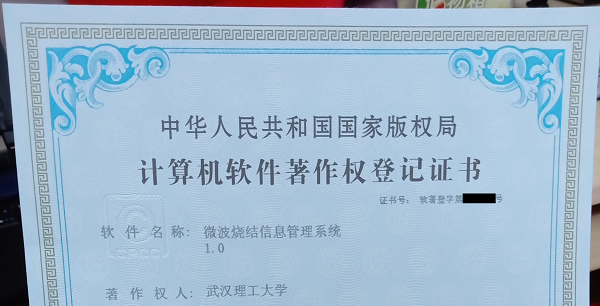 中华人民共和国国家版权局
计算机软件著作权登记证书
证书号： 软著登字第 号
软 件 名 称： 微波烧结信息管理系统
1.0
著 作 权 人： 武汉理工大学